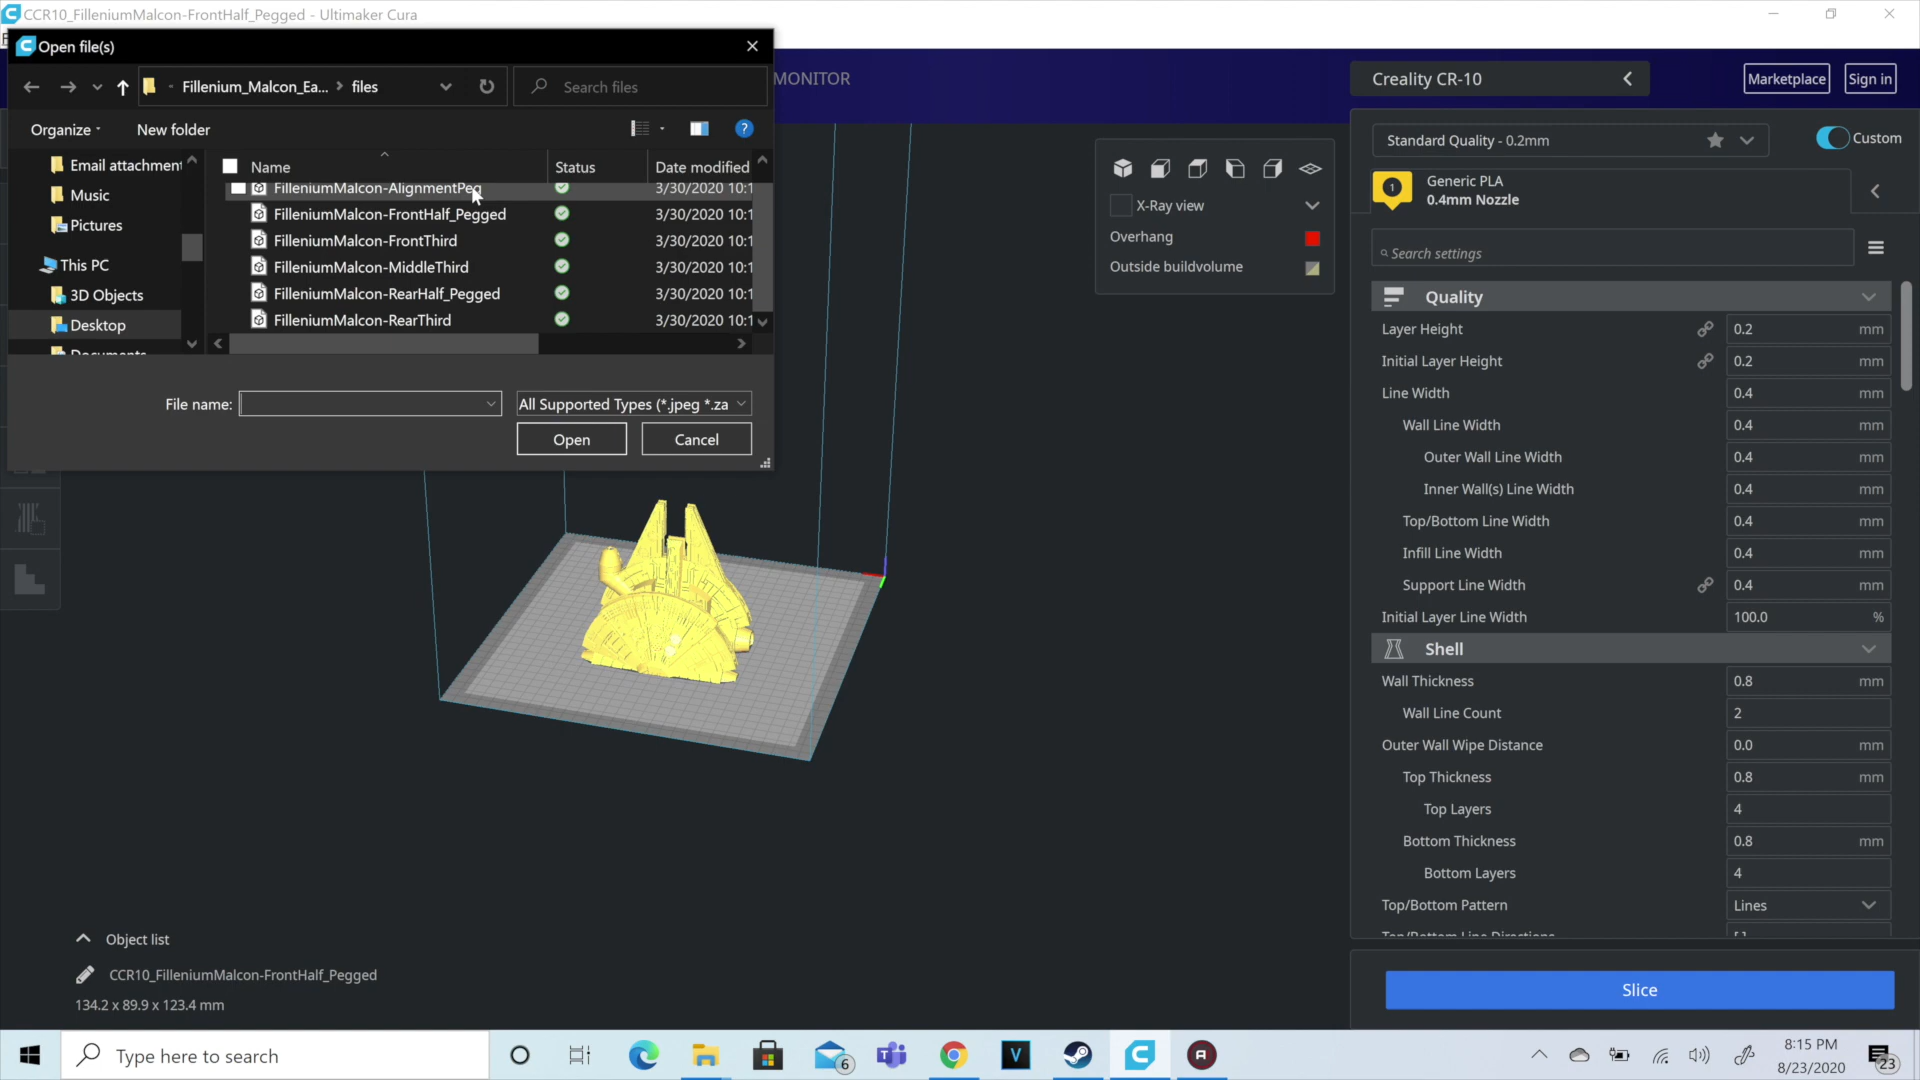 CCR10_FilleniumMalcon-FrontHalf_Pegged - Ultimaker Cura
Open file(s)
Fillenium_Malcon_Ea... > files
Search files
MONITOR
Creality CR-10
Marketplace
Sign in
Organize
New folder
Standard Quality - 0.2mm
Custom
Email attachment
Name
Status
Date modified
1
Generic PLA
0.4mm Nozzle
FilleniumMalcon-AlignmentPeg
3/30/2020 10:1
Music
X-Ray view
FilleniumMalcon-FrontHalf_Pegged
3/30/2020 10:1
Pictures
Overhang
FilleniumMalcon-FrontThird
3/30/2020 10:1
Search settings
This PC
FilleniumMalcon-MiddleThird
3/30/2020 10:1
Outside buildvolume
3D Objects
FilleniumMalcon-RearHalf_Pegged
3/30/2020 10:1
Quality
Desktop
FilleniumMalcon-RearThird
3/30/2020 10:1
Layer Height
0.2 mm
Documents
Initial Layer Height
0.2 mm
Line Width
0.4 mm
File name:
All Supported Types (*.jpeg *.za
Wall Line Width
0.4 mm
Open
Cancel
Outer Wall Line Width
0.4 mm
Inner Wall(s) Line Width
0.4 mm
Top/Bottom Line Width
0.4 mm
Infill Line Width
0.4 mm
Support Line Width
0.4 mm
Initial Layer Line Width
100.0 %
Shell
Wall Thickness
0.8 mm
Wall Line Count
2
Outer Wall Wipe Distance
0.0 mm
Top Thickness
0.8 mm
Top Layers
4
Bottom Thickness
0.8 mm
Bottom Layers
4
Top/Bottom Pattern
Lines
Top/Bottom Line Directions
[ ]
Object list
CCR10_FilleniumMalcon-FrontHalf_Pegged
134.2 x 89.9 x 123.4 mm
Slice
Type here to search
6
8:15 PM
8/23/2020
23